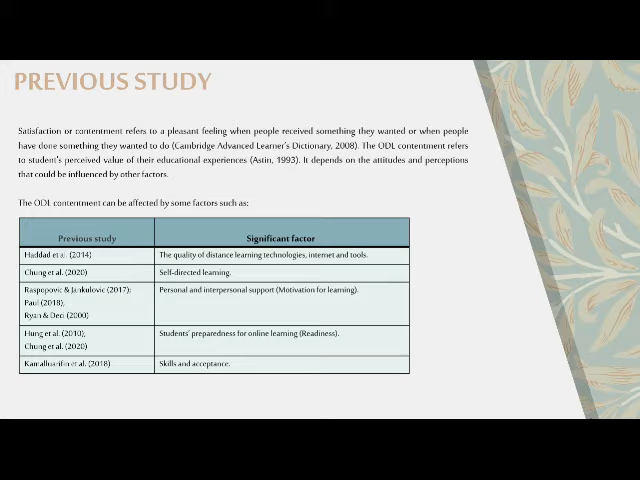 PREVIOUS STUDY
Satisfaction or contentment refers to a pleasant feeling when people received something they wanted or when people
have done something they wanted to do (Cambridge Advanced Learner's Dictionary, 2008). The ODL contentment refers
to student's perceived value of their educational experiences (Astin, 1993). It depends on the attitudes and perceptions
that could be influenced by other factors.
The ODL contentment can be affected by some factors such as:
Previous study Significant factor
Haddad et al. (2014) The quality of distance learning technologies, internet and tools.
Chung et al. (2020) Self-directed learning.
Raspopovic & Jankulovic (2017); Personal and interpersonal support (Motivation for learning).
Paul (2018);
Ryan & Deci (2000)
Hung et al. (2010); Students' preparedness for online learning (Readiness).
Chung et al. (2020)
Kamalluarifin et al. (2018) Skills and acceptance.